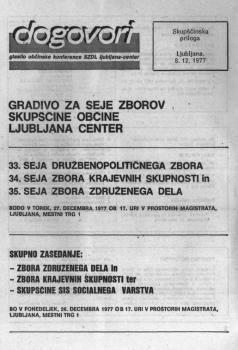 dogovori
glasilo občinske konference SZDL ljubljana-center
Skupščinska
priloga
Ljubljana,
8. 12. 1977
GRADIVO ZA SEJE ZBOROV
SKUPŠČINE OBČINE
LJUBLJANA CENTER
33. SEJA DRUŽBENOPOLITIČNEGA ZBORA
34. SEJA ZBORA KRAJEVNIH SKUPNOSTI in
35. SEJA ZBORA ZDRUŽENEGA DELA
BODO V TOREK, 27. DECEMBRA 1977 OB 17. URI V PROSTORIH MAGISTRATA,
LJUBLJANA, MESTNI TRG 1
SKUPNO ZASEDANJE:
– ZBORA ZDRUŽENEGA DELA in
– ZBORA KRAJEVNIH SKUPNOSTI ter
– SKUPŠČINE SIS SOCIALNEGA VARSTVA
BO V PONEDELJEK, 26. DECEMBRA 1977 OB 17. URI V PROSTORIH MAGISTRATA,
LJUBLJANA, MESTNI TRG 1